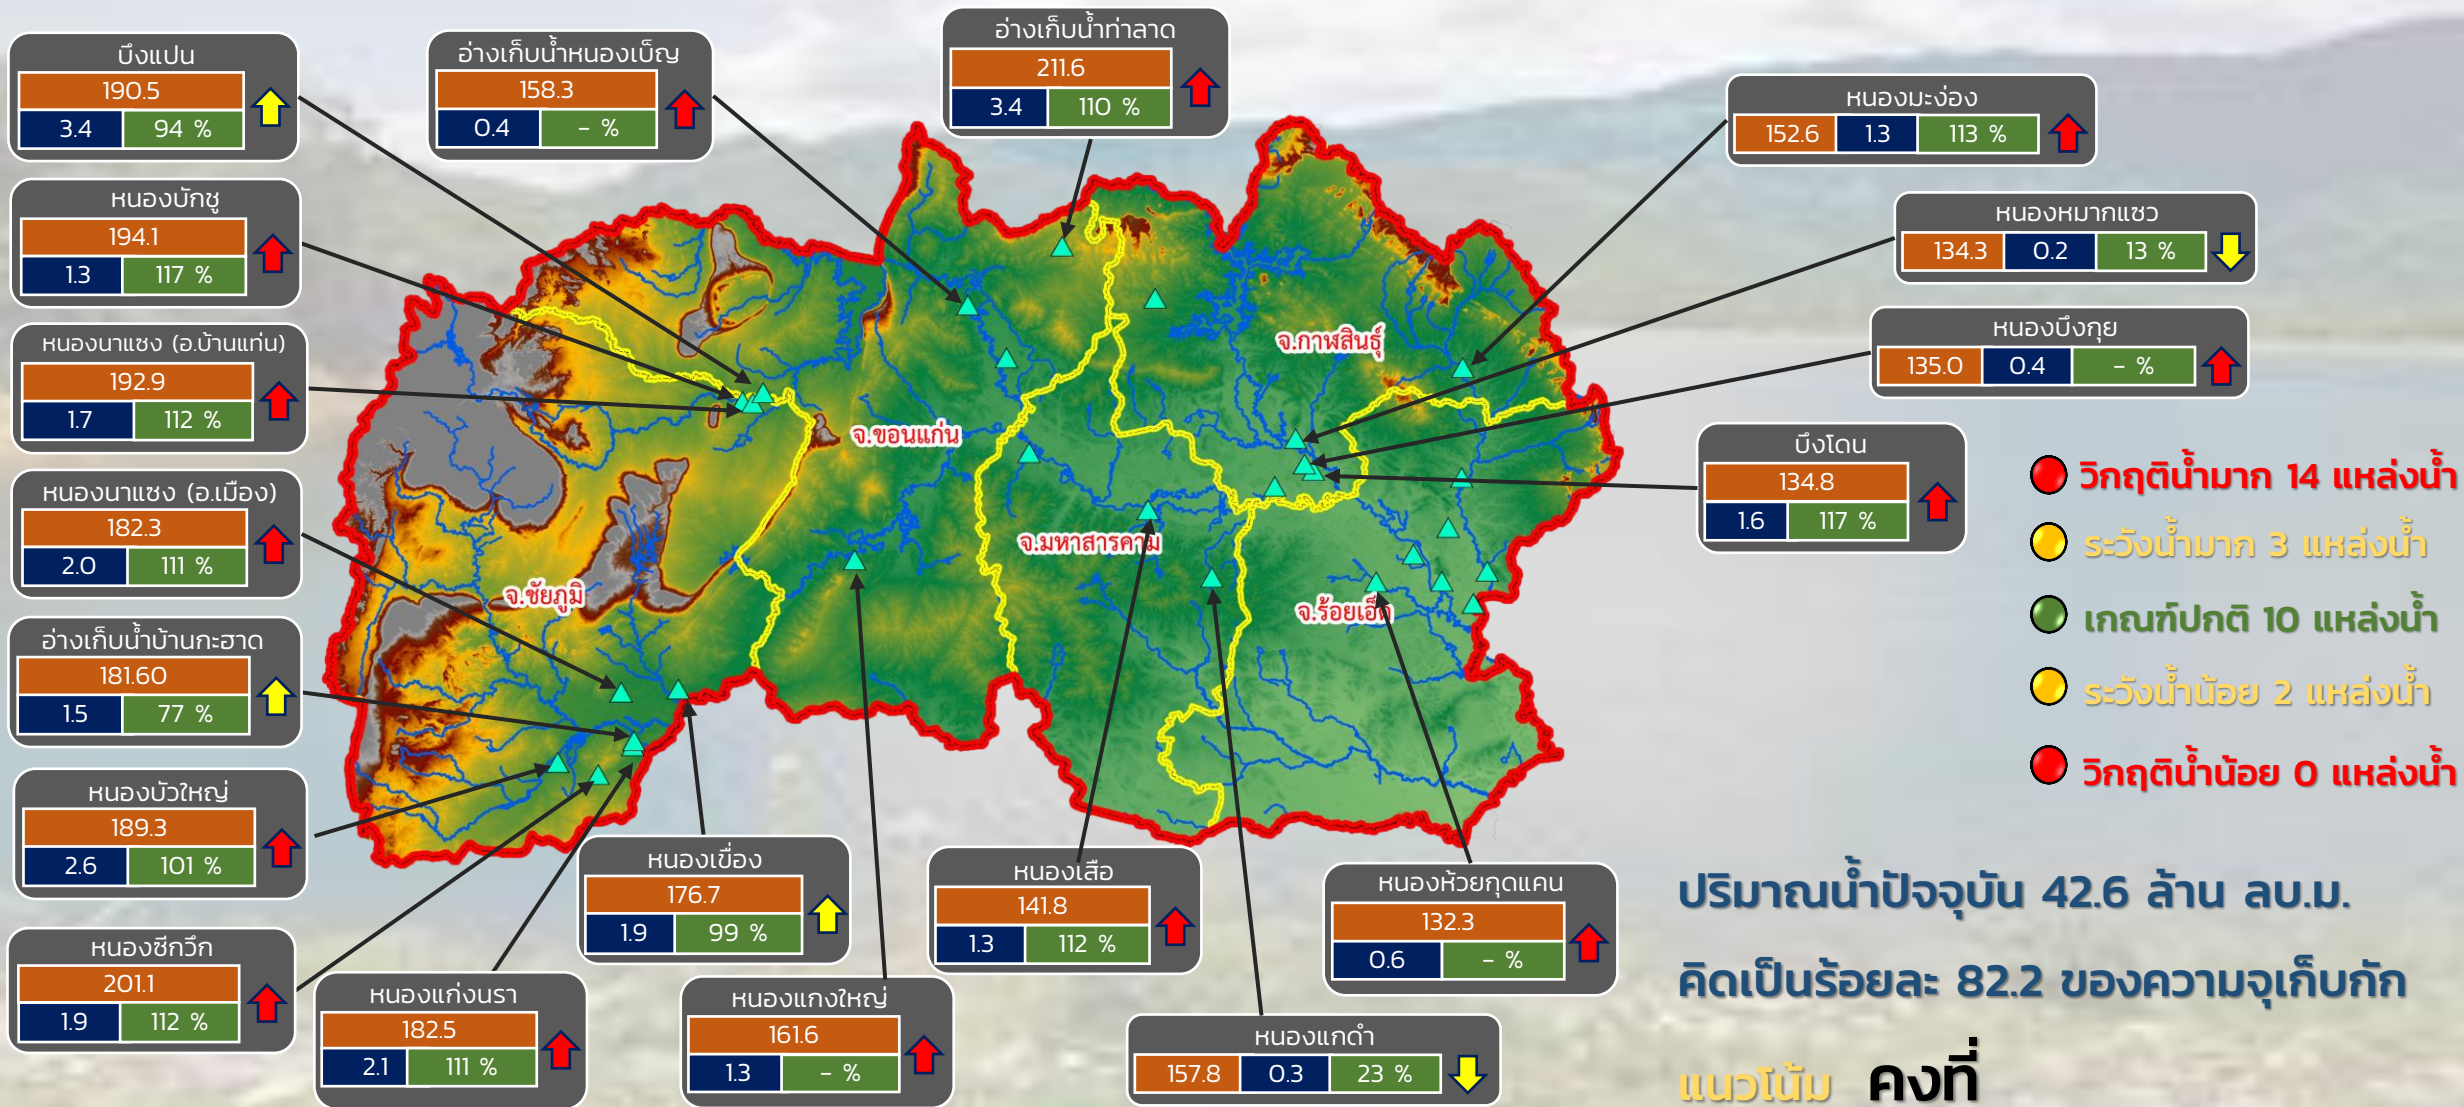 บึงแปน
190.5
3.4 94 %
หนองบักชู
194.1
1.3 117 %
หนองนาแซง (อ.บ้านแท่น)
192.9
1.7 112 %
หนองนาแซง (อ.เมือง)
182.3
2.0 111 %
อ่างเก็บน้ำบ้านกะฮาด
181.60
1.5 77 %
หนองบัวใหญ่
189.3
2.6 101 %
หนองซีกวึก
201.1
1.9 112 %
อ่างเก็บน้ำหนองเบ็ญ
158.3
0.4 - %
อ่างเก็บน้ำท่าลาด
211.6
3.4 110 %
หนองมะง่อง
152.6 1.3 113 %
หนองหมากแซว
134.3 0.2 13 %
หนองบึงกุย
135.0 0.4 - %
บึงโดน
134.8
1.6 117 %
จ.กาฬสินธุ์
จ.ขอนแก่น
จ.มหาสารคาม
จ.ชัยภูมิ
จ.ร้อยเอ็ด
หนองแก่งนรา
182.5
2.1 111 %
หนองเขื่อง
176.7
1.9 99 %
หนองแกงใหญ่
161.6
1.3 - %
หนองเสือ
141.8
1.3 112 %
หนองแกดำ
157.8 0.3 23 %
หนองห้วยกุดแคน
132.3
0.6 - %
วิกฤติน้ำมาก 14 แหล่งน้ำ
ระวังน้ำมาก 3 แหล่งน้ำ
เกณฑ์ปกติ 10 แหล่งน้ำ
ระวังน้ำน้อย 2 แหล่งน้ำ
วิกฤติน้ำน้อย 0 แหล่งน้ำ
ปริมาณน้ำปัจจุบัน 42.6 ล้าน ลบ.ม.
คิดเป็นร้อยละ 82.2 ของความจุเก็บกัก
แนวโน้ม คงที่